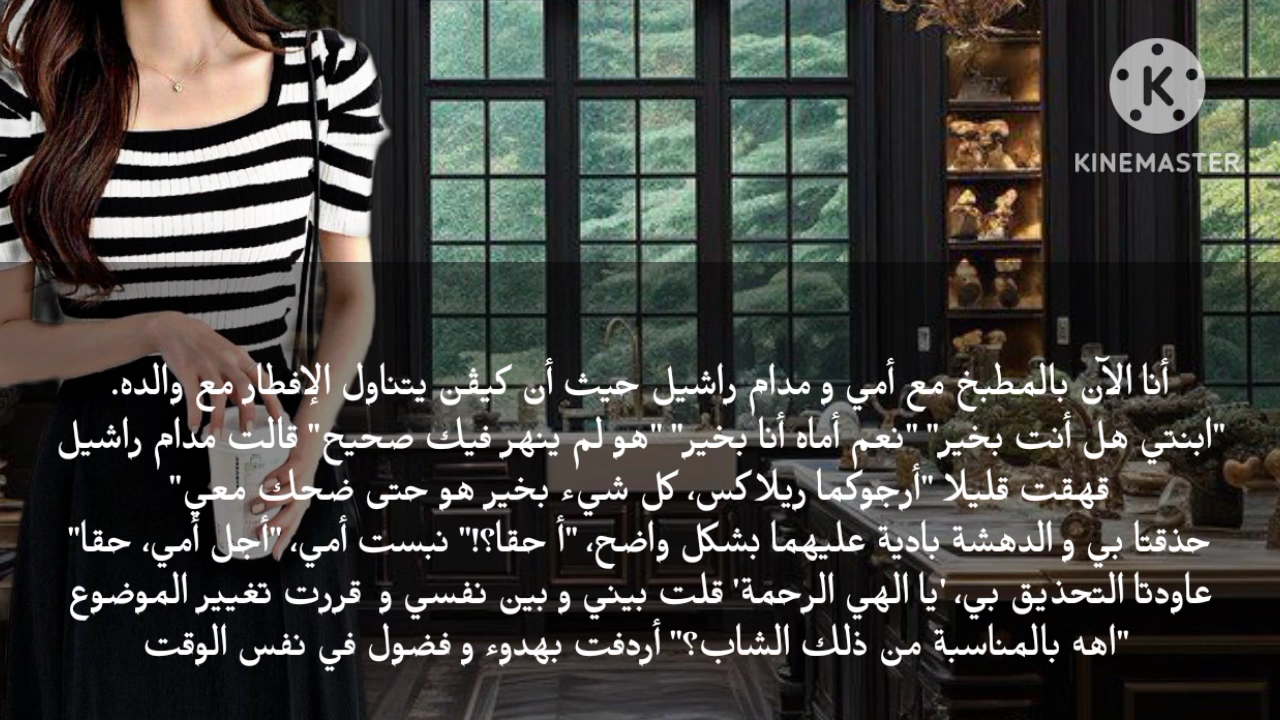 K
KINEMASTER
أنا الآن بالمطبخ مع أمي و مدام راشيل حيث أن كيڤن يتناول الإفطار مع والده.
"ابنتي هل أنت بخير" "نعم أماه أنا بخير" "هو لم ينهر فيك صحيح" قالت مدام راشيل
قهقت قليلا "أرجوكما ريلاكس، كل شيء بخير هو حتى ضحك معي"
حذقتا بي و الدهشة بادية عليهما بشكل واضح، "أ حقا؟!" نبست أمي، "أجل أمي، حقا"
عاودتا التحذيق بي، 'يا الهي الرحمة' قلت بيني و بين نفسي و قررت تغيير الموضوع
"اهه بالمناسبة من ذلك الشاب؟" أردفت بهدوء و فضول في نفس الوقت